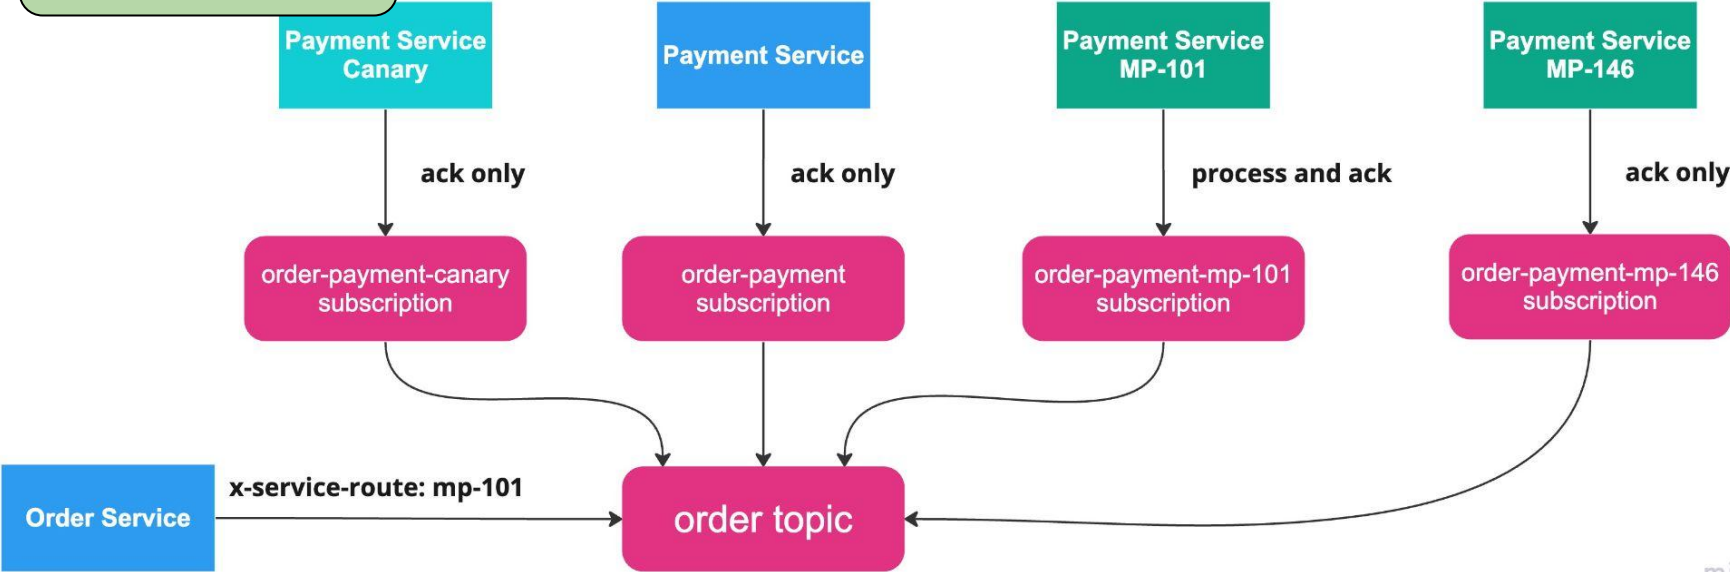 Payment Service
Canary
Payment Service
Payment Service
MP-101
Payment Service
MP-146
ack only
ack only
process and ack
ack only
order-payment-canary
subscription
order-payment
subscription
order-payment-mp-101
subscription
order-payment-mp-146
subscription
x-service-route: mp-101
Order Service
order topic